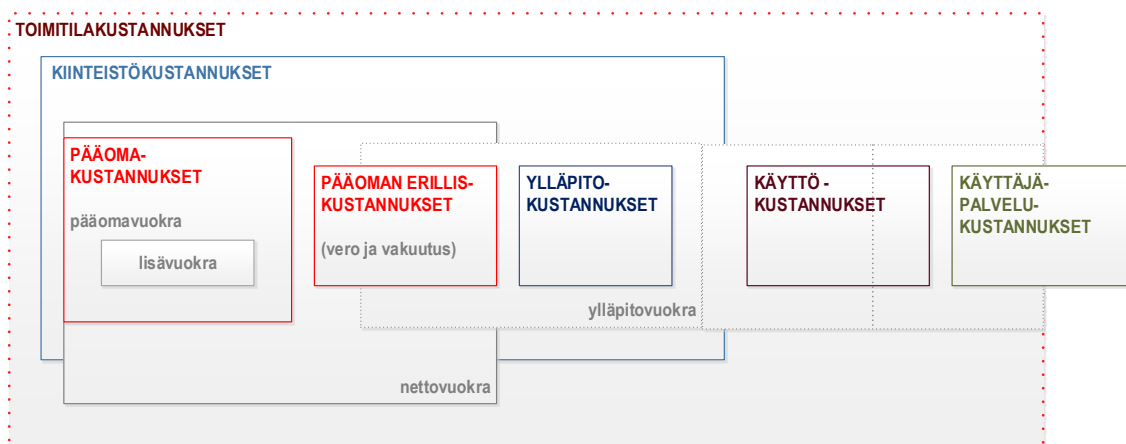 TOIMITILAKUSTANNUKSET
KIINTEISTÖKUSTANNUKSET
PÄÄOMA-
KUSTANNUKSET
pääomavuokra
lisävuokra
PÄÄOMAN ERILLIS-
KUSTANNUKSET
(vero ja vakuutus)
YLLÄPITO-
KUSTANNUKSET
KÄYTTÖ -
KUSTANNUKSET
KÄYTTÄJÄ-
PALVELU-
KUSTANNUKSET
ylläpitovuokra
nettovuokra